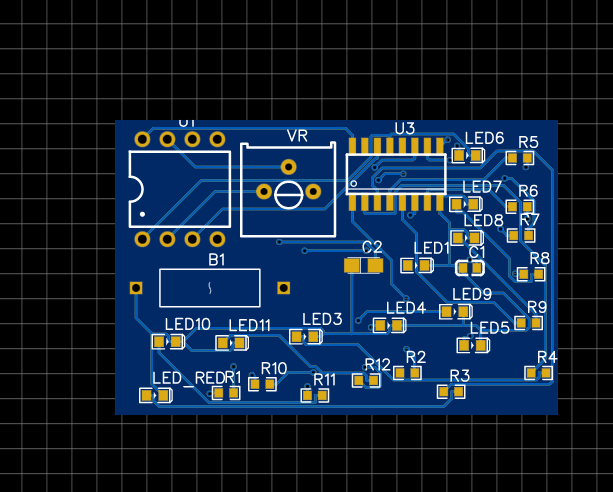 U1
VR
U3
LED6
R5
LED7
R6
LED8
R7
C2
LED1
C1
R8
B1
LED9
LED4
R9
LED10
LED11
LED3
LED5
R12
R2
R4
R10
LED_RED
R1
R11
R3